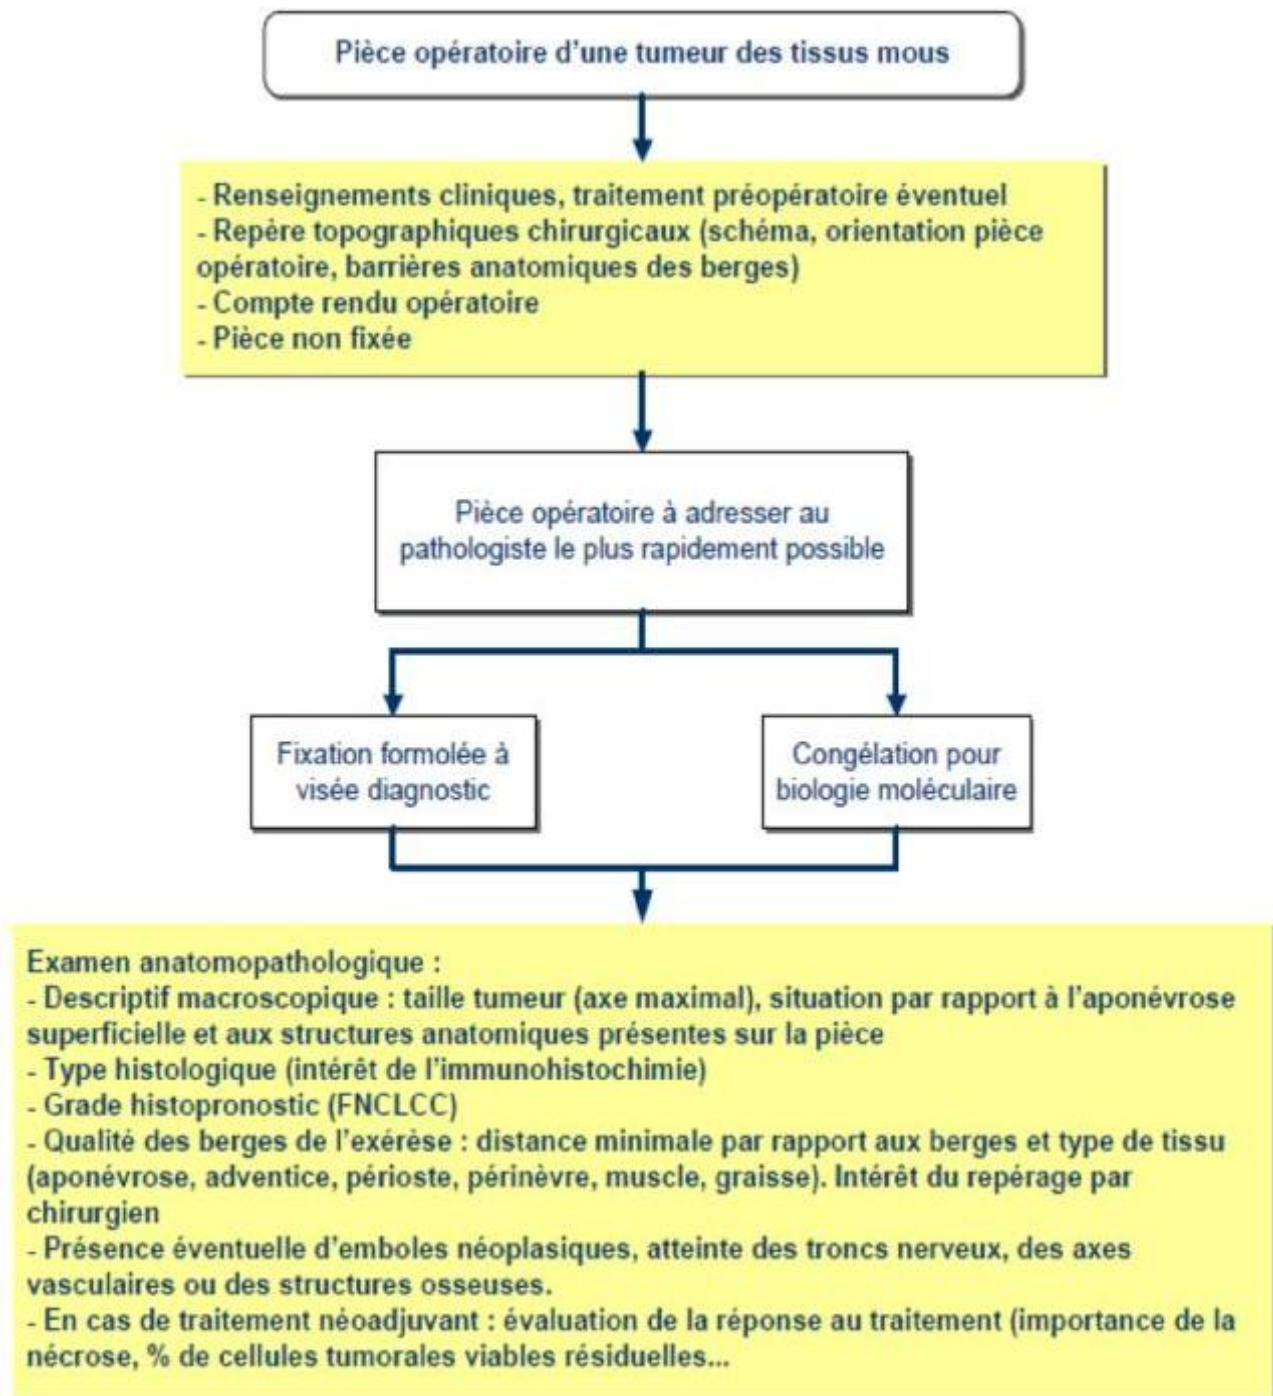 Pièce opératoire d'une tumeur des tissus mous
- Renseignements cliniques, traitement préopératoire éventuel
- Repère topographiques chirurgicaux (schéma, orientation pièce
opératoire, barrières anatomiques des berges)
- Compte rendu opératoire
- Pièce non fixée
Pièce opératoire à adresser au
pathologiste le plus rapidement possible
Fixation formolée à
visée diagnostic
Congélation pour
biologie moléculaire
Examen anatomopathologique :
- Descriptif macroscopique : taille tumeur (axe maximal), situation par rapport à l'aponévrose
superficielle et aux structures anatomiques présentes sur la pièce
- Type histologique (intérêt de l'immunohistochimie)
- Grade histopronostic (FNCLCC)
- Qualité des berges de l'exérèse : distance minimale par rapport aux berges et type de tissu
(aponévrose, adventice, périoste, périnèvre, muscle, graisse). Intérêt du repérage par
chirurgien
- Présence éventuelle d'emboles néoplasiques, atteinte des troncs nerveux, des axes
vasculaires ou des structures osseuses.
- En cas de traitement néoadjuvant : évaluation de la réponse au traitement (importance de la
nécrose, % de cellules tumorales viables résiduelles...